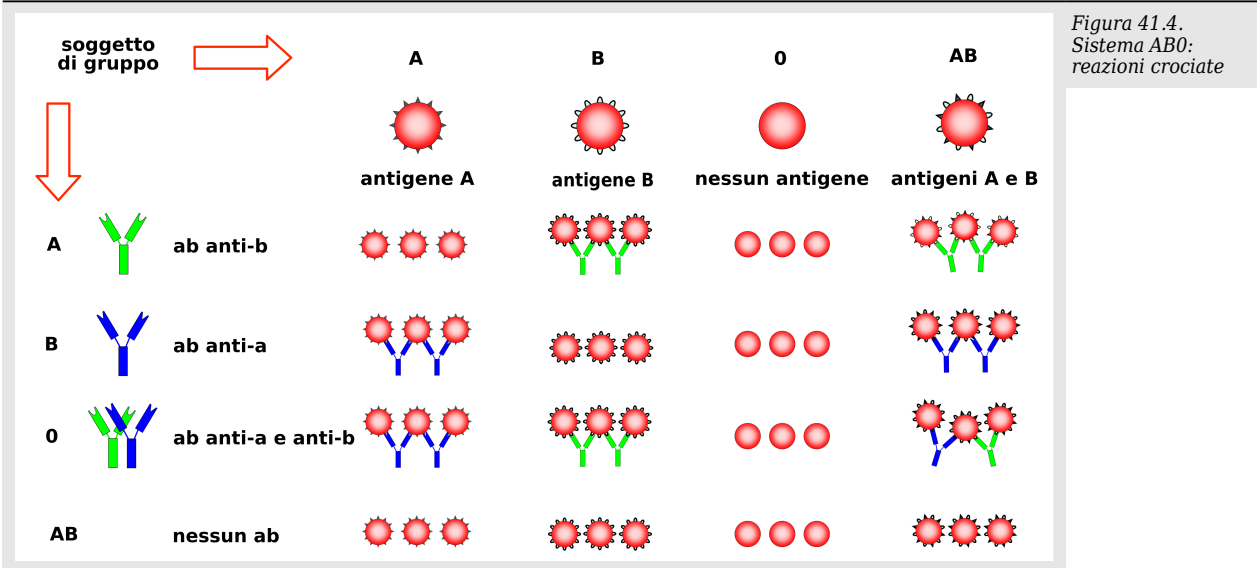 Figura 41.4.
Sistema AB0:
reazioni crociate
soggetto
di gruppo
A B 0 AB
antigene A antigene B nessun antigene antigeni A e B
A ab anti-b
B ab anti-a
0 ab anti-a e anti-b
AB nessun ab